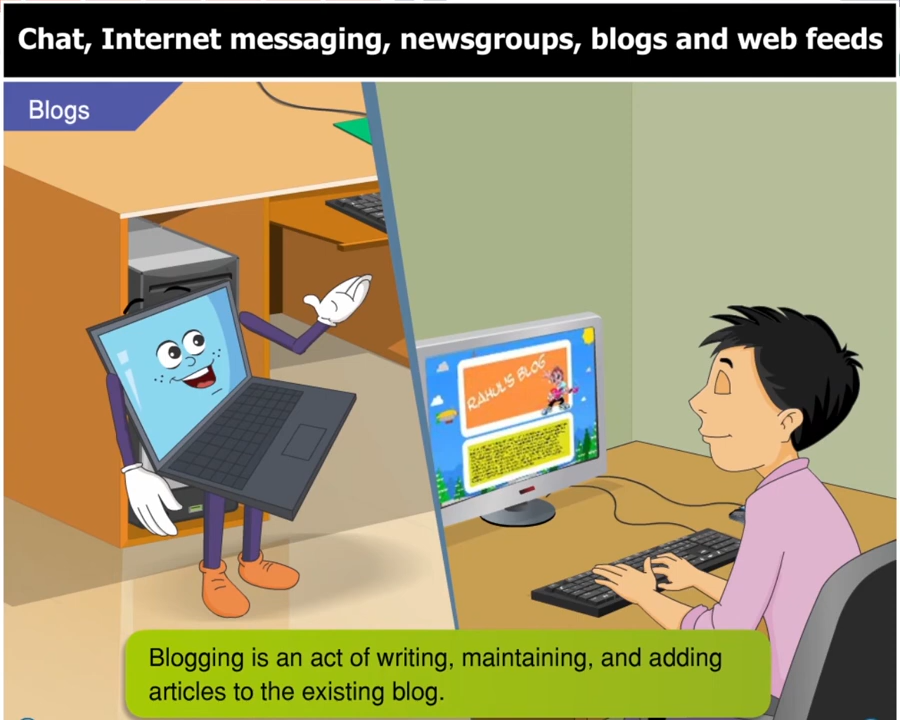 Chat, Internet messaging, newsgroups, blogs and web feeds
Blogs
RAHUL'S BLOG
Blogging is an act of writing, maintaining, and adding
articles to the existing blog.